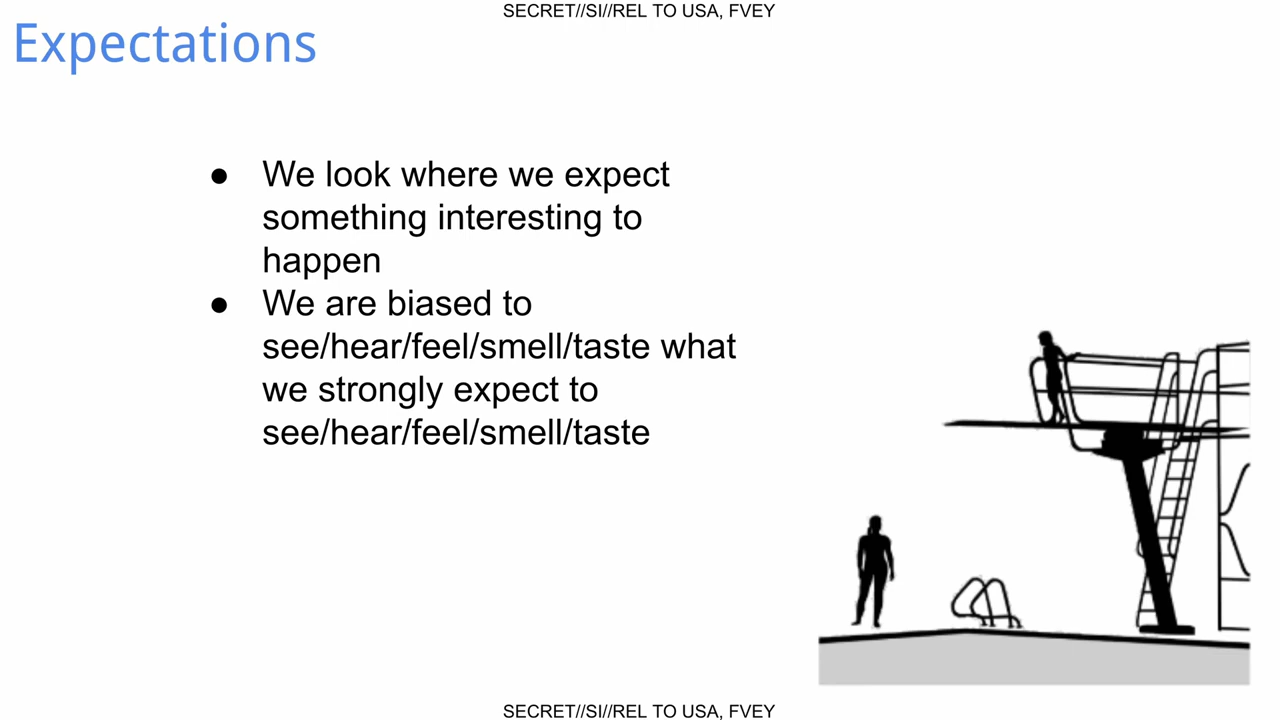 SECRET//SI//REL TO USA, FVEY
Expectations
● We look where we expect
something interesting to
happen
● We are biased to
see/hear/feel/smell/taste what
we strongly expect to
see/hear/feel/smell/taste
SECRET//SI//REL TO USA, FVEY